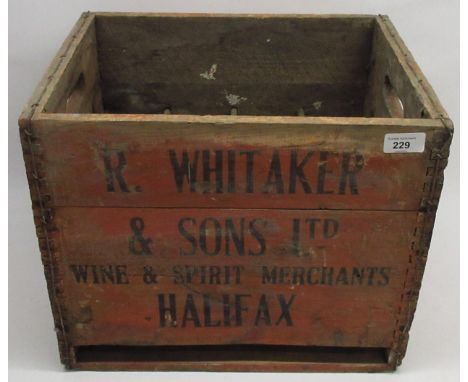 229
R. WHITAKER
& SONS LTD
WINE & SPIRIT MERCHANTS
HALIFAX